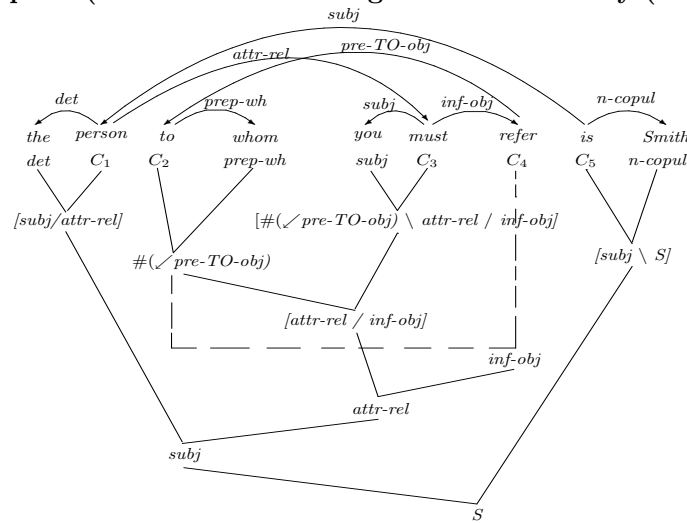 subj
attr-rel pre-TO-obj
det prep-wh subj inf-obj n-copul
the person to whom you must refer is Smith
det C1 C2 prep-wh subj C3 C4 C5 n-copul
[subj/attr-rel] [#(↙pre-TO-obj) \ attr-rel / inf-obj]
#(↙pre-TO-obj) [subj \ S]
[attr-rel / inf-obj]
inf-obj
attr-rel
subj
S